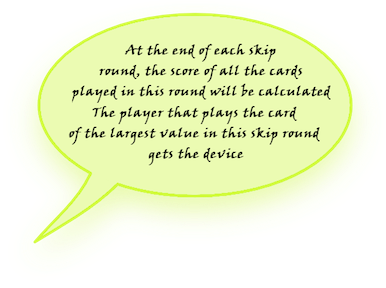 At the end of each skip
round, the score of all the cards
played in this round will be calculated
The player that plays the card
of the largest value in this skip round
gets the device